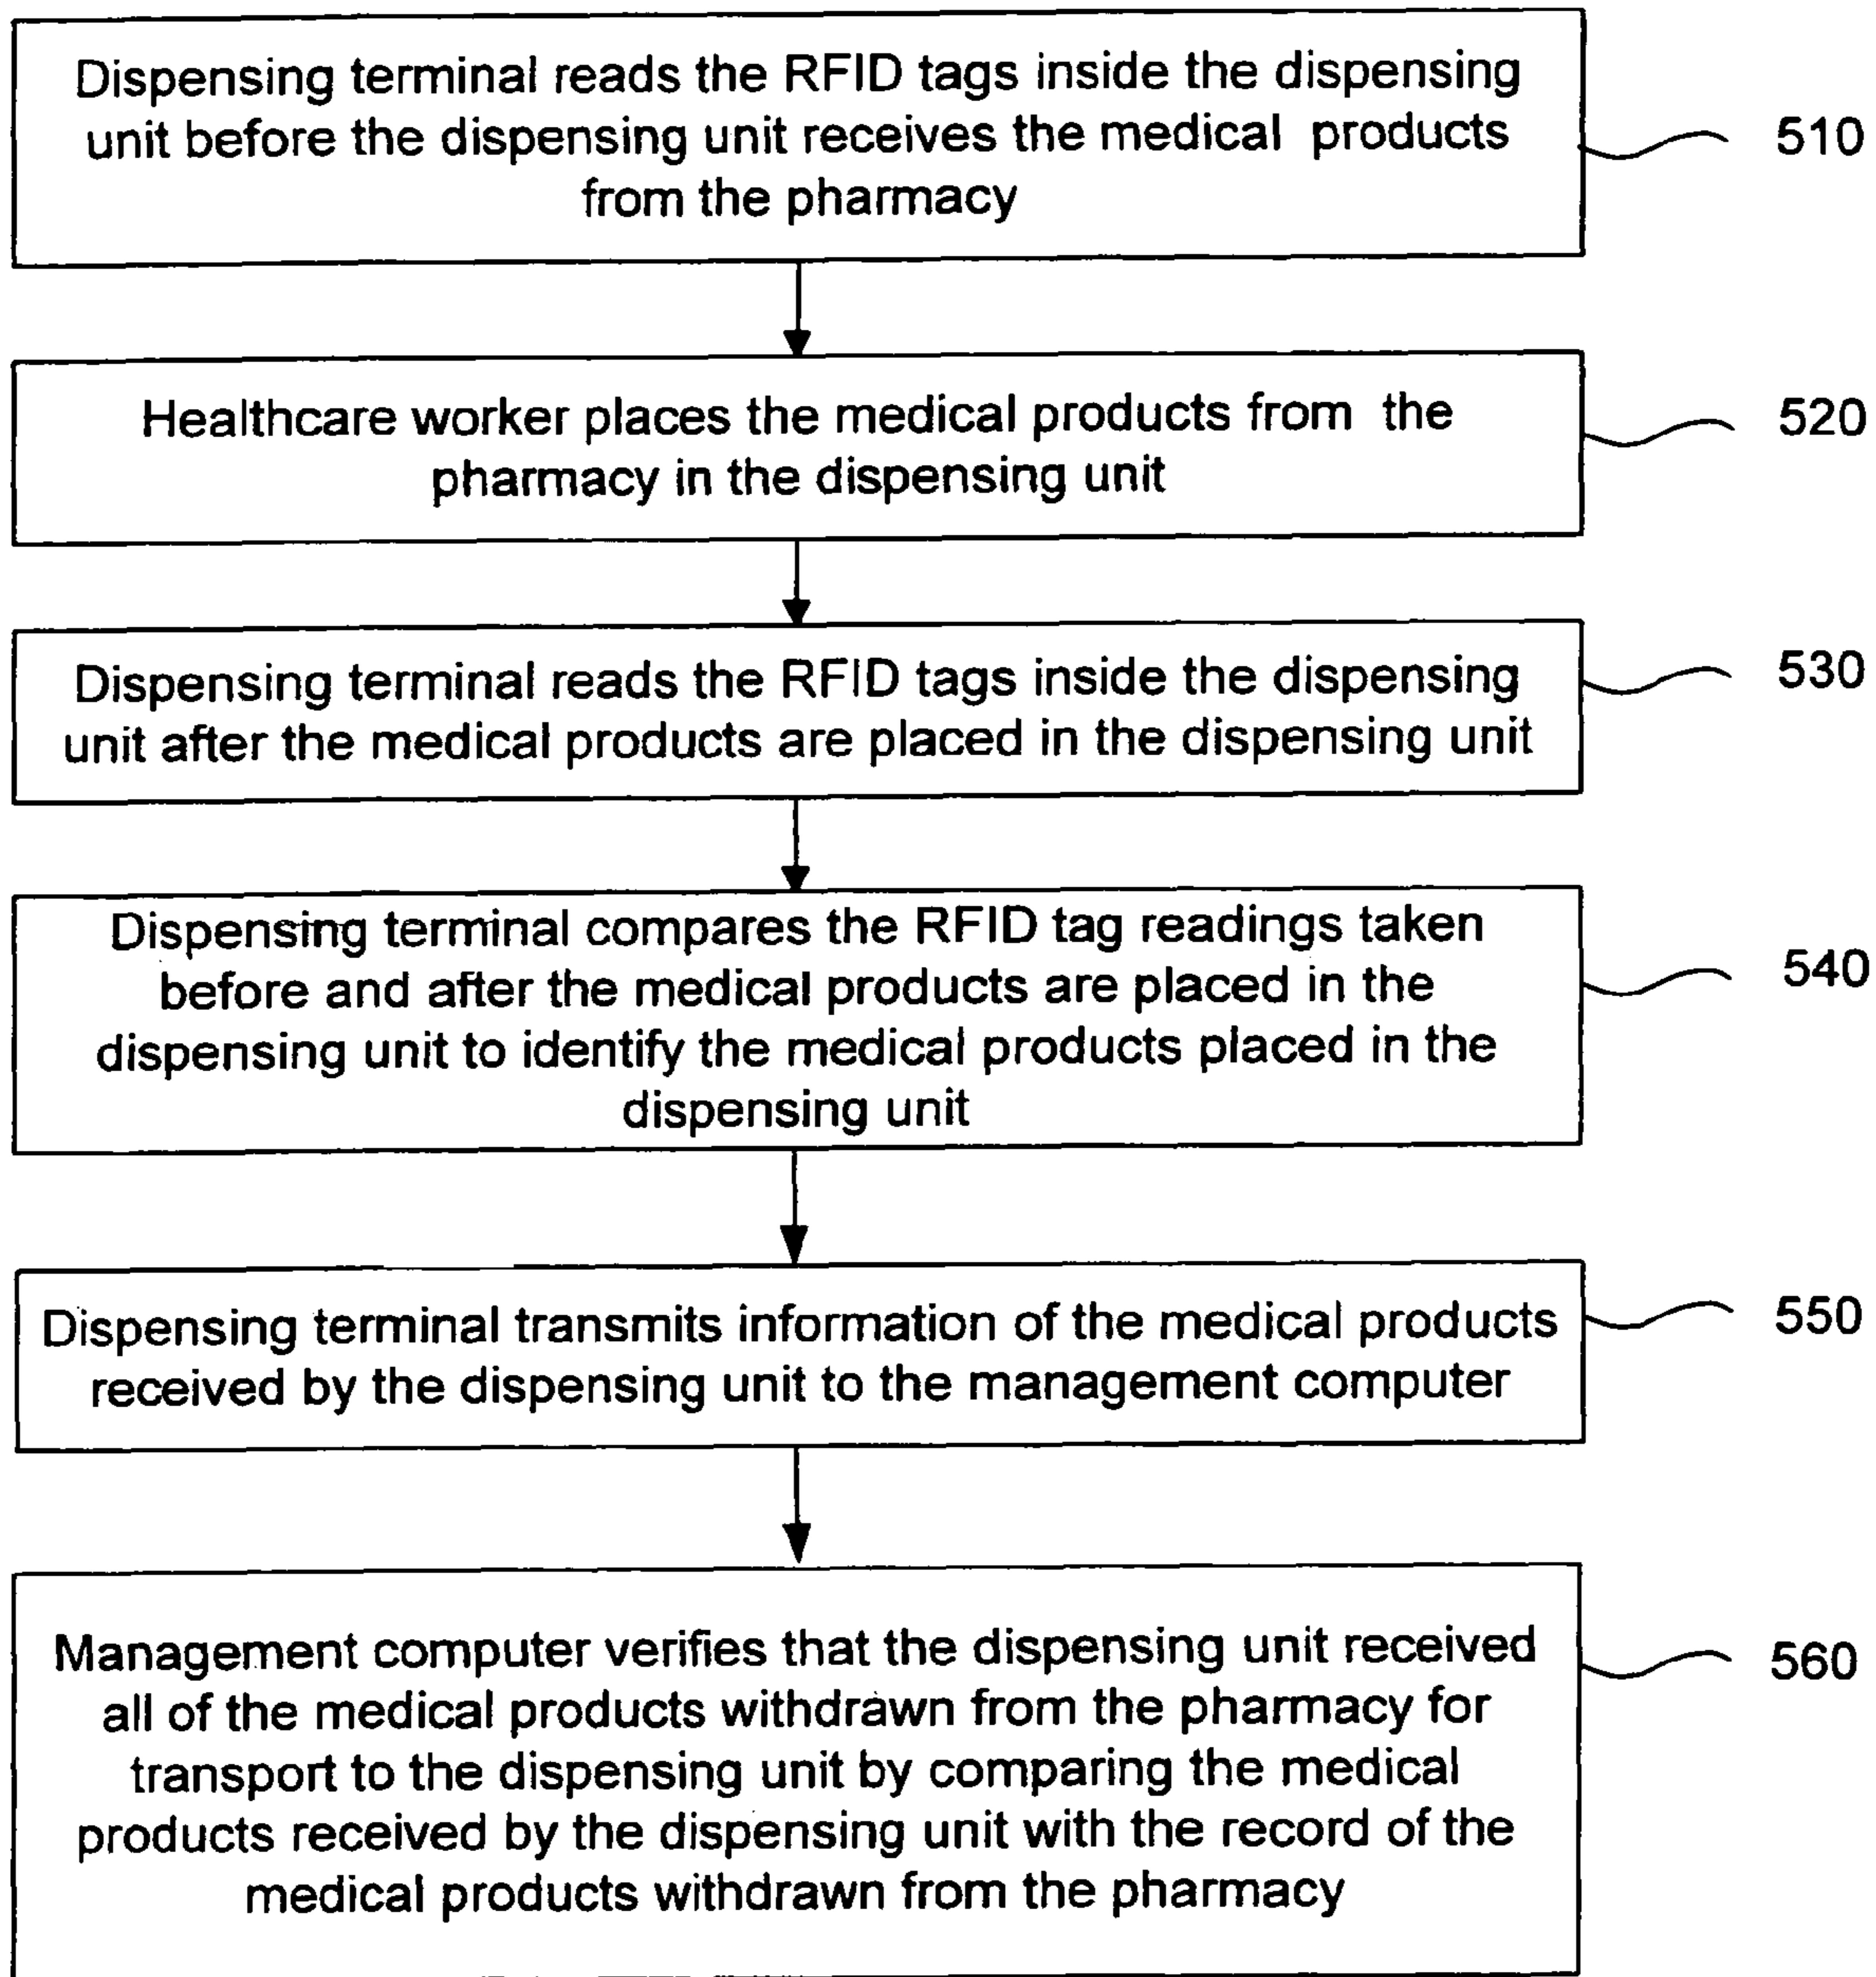 Dispensing terminal reads the RFID tags inside the dispensing
unit before the dispensing unit receives the medical products
from the pharmacy
510
Healthcare worker places the medical products from the
pharmacy in the dispensing unit
520
Dispensing terminal reads the RFID tags inside the dispensing
unit after the medical products are placed in the dispensing unit
530
Dispensing terminal compares the RFID tag readings taken
before and after the medical products are placed in the
dispensing unit to identify the medical products placed in the
dispensing unit
540
Dispensing terminal transmits information of the medical products
received by the dispensing unit to the management computer
550
Management computer verifies that the dispensing unit received
all of the medical products withdrawn from the pharmacy for
transport to the dispensing unit by comparing the medical
products received by the dispensing unit with the record of the
medical products withdrawn from the pharmacy
560